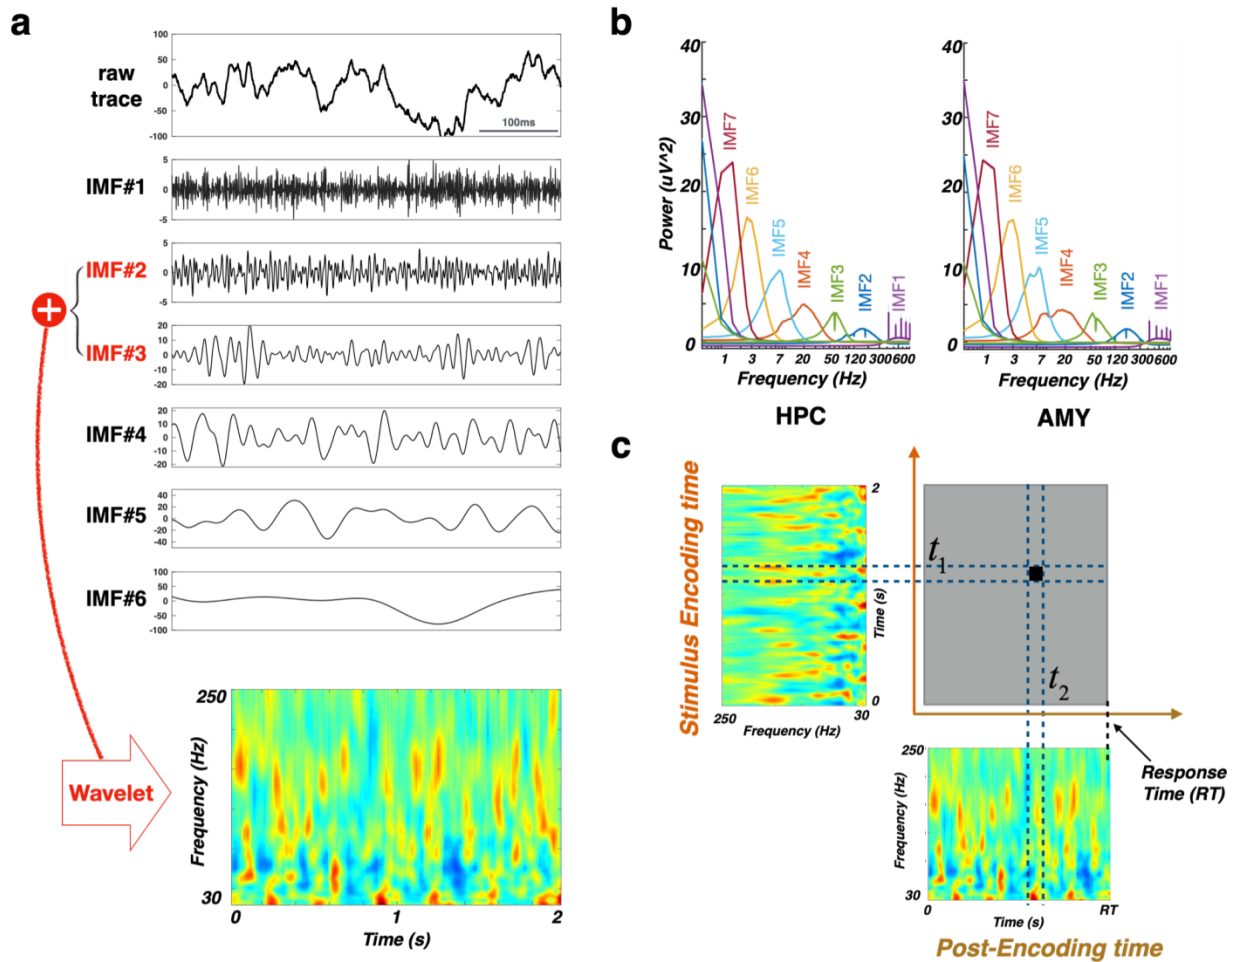 a
raw
trace
100
50
0
-50
-100
100ms
IMF#1
5
0
-5
IMF#2
5
0
-5
IMF#3
20
10
0
-10
-20
IMF#4
20
10
0
-10
-20
IMF#5
40
20
0
-20
-40
IMF#6
100
50
0
-50
-100
Wavelet
250
Frequency (Hz)
30
0 1 2
Time (s)
b
40
30
20
10
0
Power (uV^2)
IMF7
IMF6
IMF5
IMF4
IMF3
IMF2
IMF1
1 3 7 20 50 120 300 600
Frequency (Hz)
HPC
40
30
20
10
0
IMF7
IMF6
IMF5
IMF4
IMF3
IMF2
IMF1
1 3 7 20 50 120 300 600
Frequency (Hz)
AMY
c
Stimulus Encoding time
2
Time (s)
0
250 30
Frequency (Hz)
t1
t2
Response
Time (RT)
250
Frequency (Hz)
30
0 RT
Time (s)
Post-Encoding time